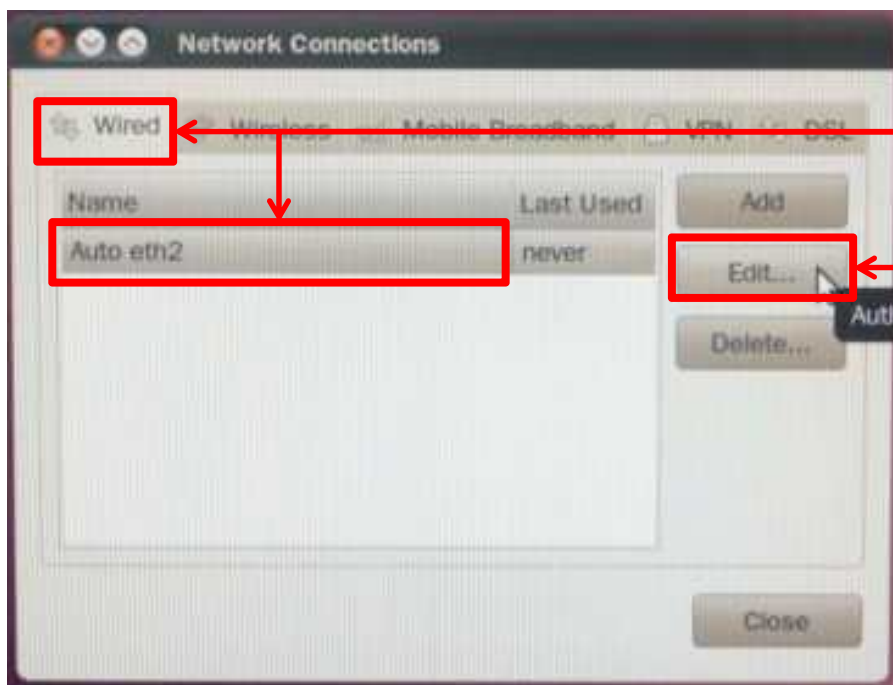 Network Connections
Wired Wireless Mobile Broadband VPN DSL
Name Last Used Add
Auto eth2 never Edit...
Delete...
Close